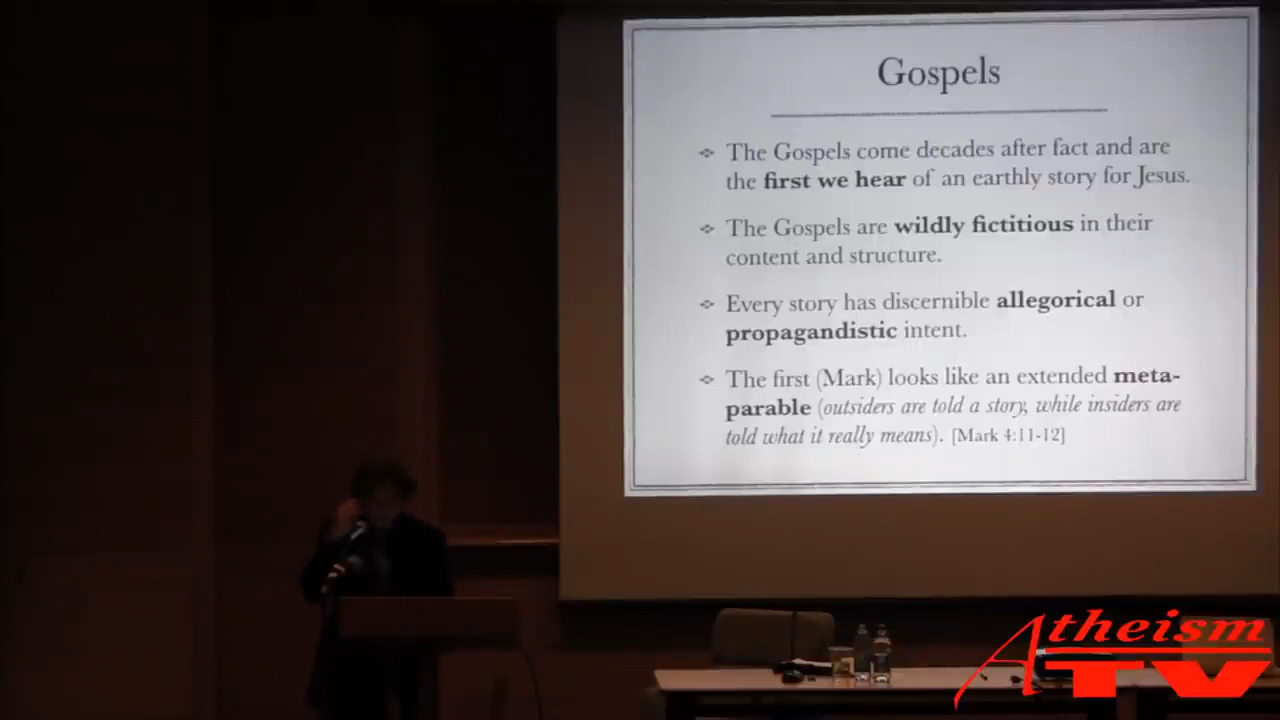 Gospels
The Gospels come decades after fact and are
the first we hear of an earthly story for Jesus.
The Gospels are wildly fictitious in their
content and structure.
Every story has discernible allegorical or
propagandistic intent.
The first (Mark) looks like an extended meta-
parable (outsiders are told a story, while insiders are
told what it really means). [Mark 4:11-12]
Atheism
TV